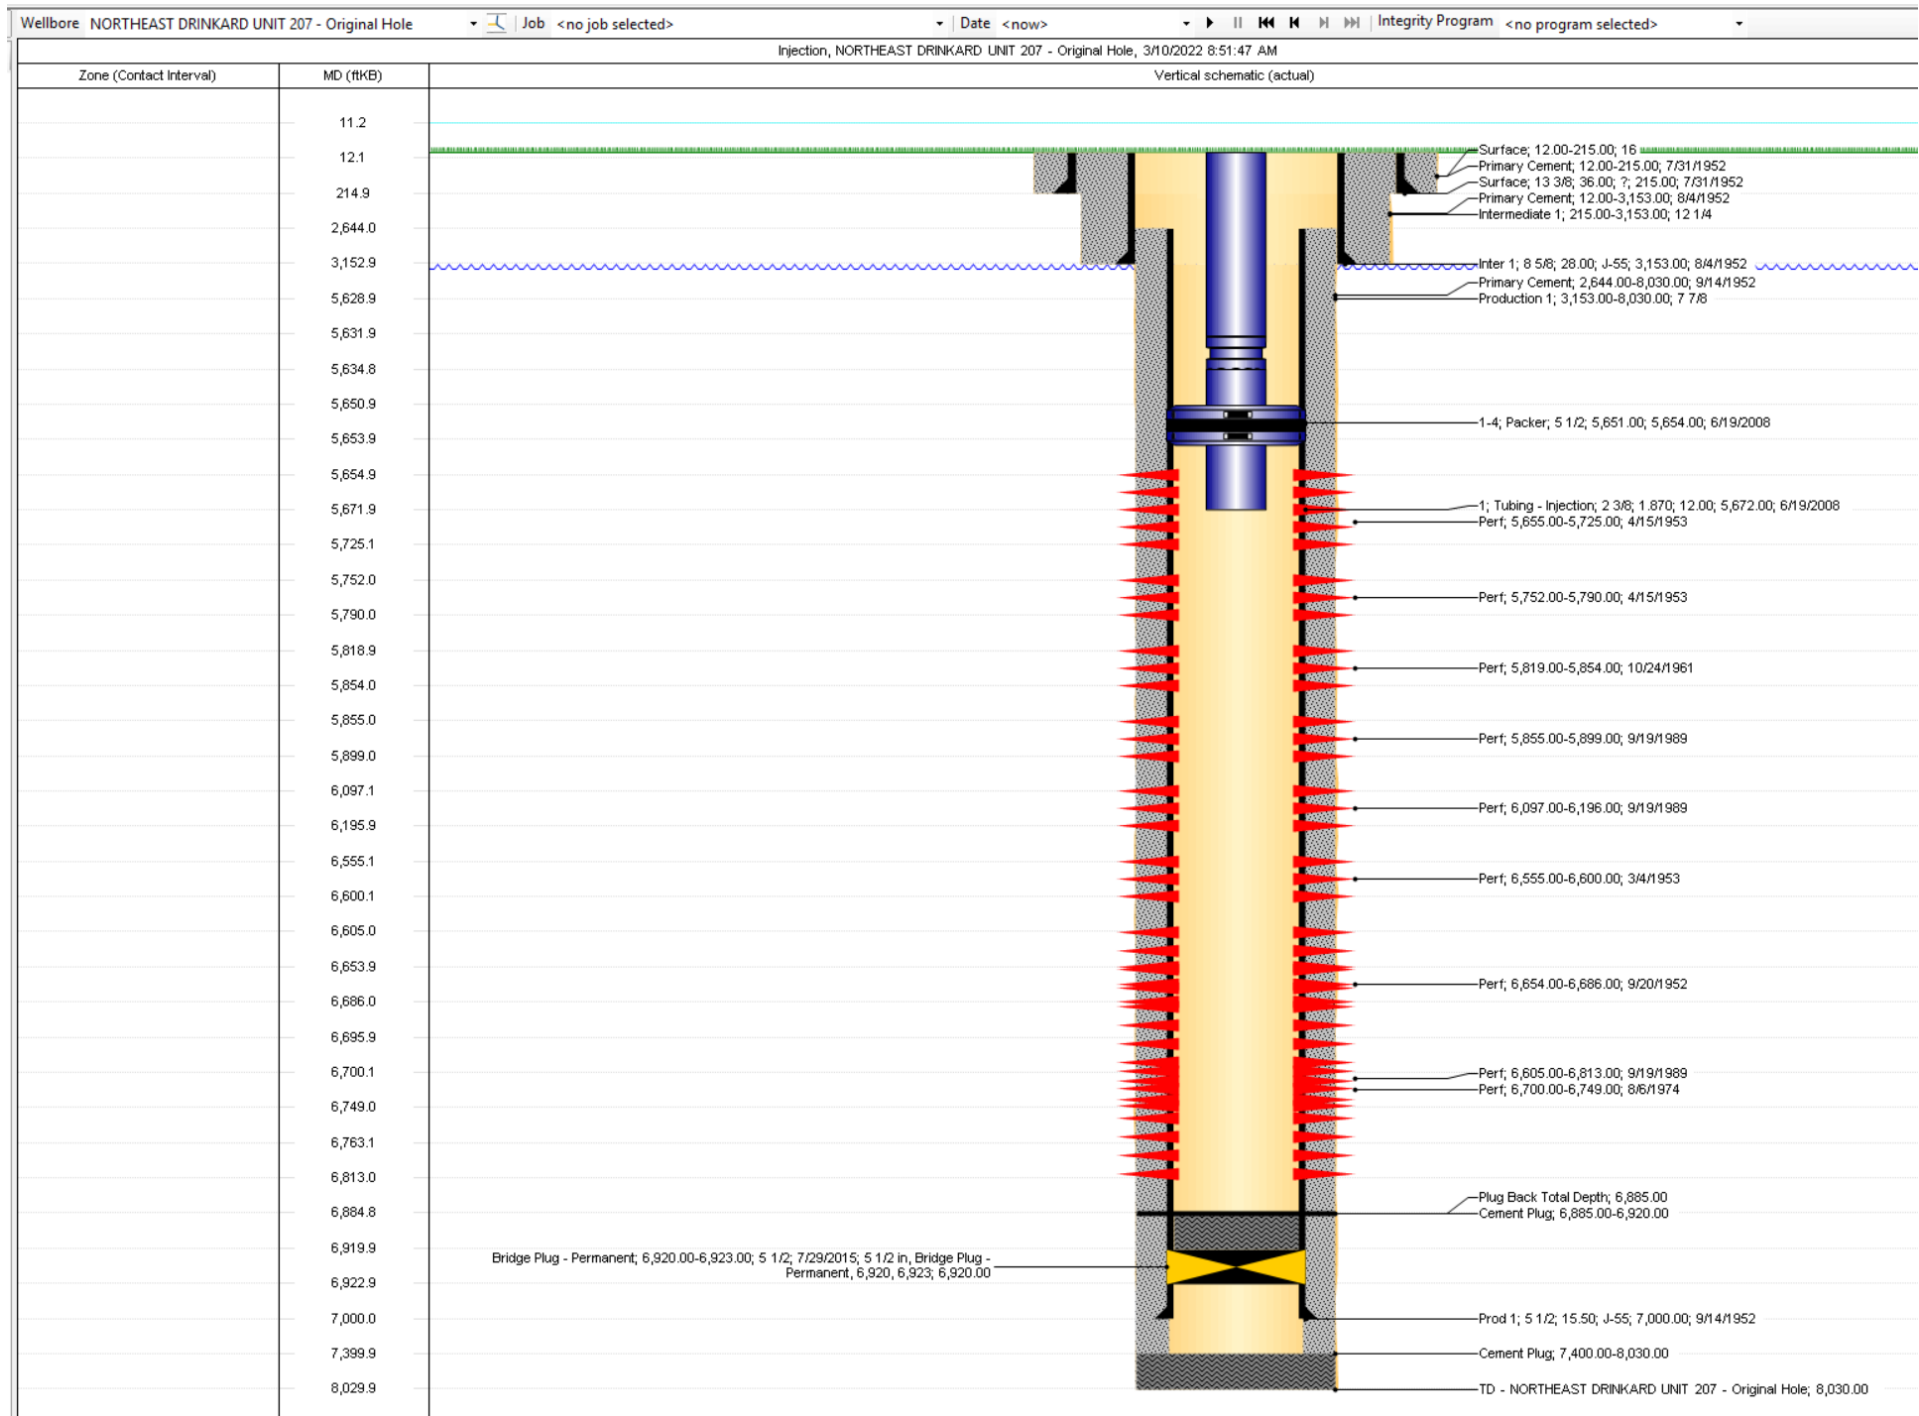 Wellbore NORTHEAST DRINKARD UNIT 207 - Original Hole Job <no job selected> Date <now> Integrity Program <no program selected>
Injection, NORTHEAST DRINKARD UNIT 207 - Original Hole, 3/10/2022 8:51:47 AM
Zone (Contact Interval) MD (ftKB) Vertical schematic (actual)
11.2
12.1
214.9
2,644.0
3,152.9
5,628.9
5,631.9
5,634.8
5,650.9
5,653.9
5,654.9
5,671.9
5,725.1
5,752.0
5,790.0
5,818.9
5,854.0
5,855.0
5,899.0
6,097.1
6,195.9
6,555.1
6,600.1
6,605.0
6,653.9
6,686.0
6,695.9
6,700.1
6,749.0
6,763.1
6,813.0
6,884.8
6,919.9
6,922.9
7,000.0
7,399.9
8,029.9
Bridge Plug - Permanent; 6,920.00-6,923.00; 5 1/2; 7/29/2015; 5 1/2 in, Bridge Plug -
Permanent, 6,920, 6,923; 6,920.00
Surface; 12.00-215.00; 16
Primary Cement; 12.00-215.00; 7/31/1952
Surface; 13 3/8; 36.00; ?; 215.00; 7/31/1952
Primary Cement; 12.00-3,153.00; 8/4/1952
Intermediate 1; 215.00-3,153.00; 12 1/4
Inter 1; 8 5/8; 28.00; J-55; 3,153.00; 8/4/1952
Primary Cement; 2,644.00-8,030.00; 9/14/1952
Production 1; 3,153.00-8,030.00; 7 7/8
1-4; Packer; 5 1/2; 5,651.00; 5,654.00; 6/19/2008
1; Tubing - Injection; 2 3/8; 1.870; 12.00; 5,672.00; 6/19/2008
Perf; 5,655.00-5,725.00; 4/15/1953
Perf; 5,752.00-5,790.00; 4/15/1953
Perf; 5,819.00-5,854.00; 10/24/1961
Perf; 5,855.00-5,899.00; 9/19/1989
Perf; 6,097.00-6,196.00; 9/19/1989
Perf; 6,555.00-6,600.00; 3/4/1953
Perf; 6,654.00-6,686.00; 9/20/1952
Perf; 6,605.00-6,813.00; 9/19/1989
Perf; 6,700.00-6,749.00; 8/6/1974
Plug Back Total Depth; 6,885.00
Cement Plug; 6,885.00-6,920.00
Prod 1; 5 1/2; 15.50; J-55; 7,000.00; 9/14/1952
Cement Plug; 7,400.00-8,030.00
TD - NORTHEAST DRINKARD UNIT 207 - Original Hole; 8,030.00